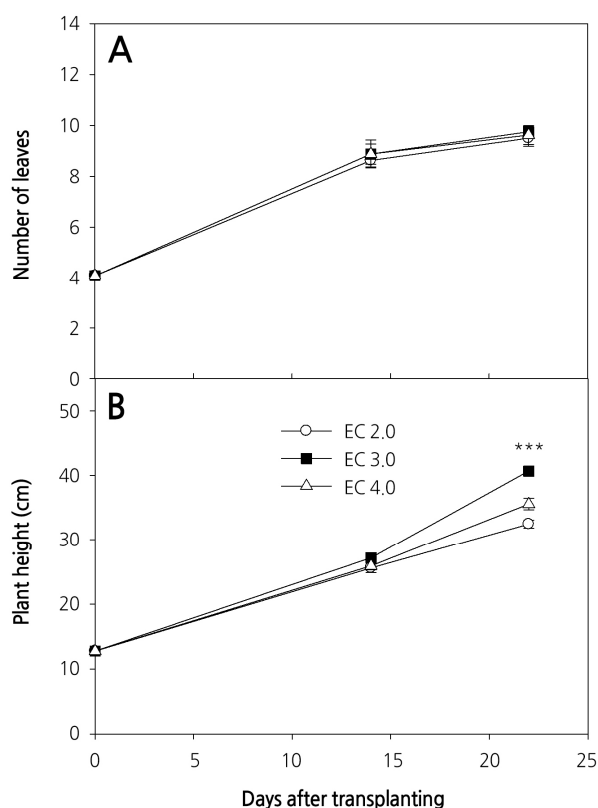 A
14
12
10
8
6
4
2
0
Number of leaves
B
50
40
30
20
10
0
Plant height (cm)
EC 2.0
EC 3.0
EC 4.0
***
0 5 10 15 20 25
Days after transplanting